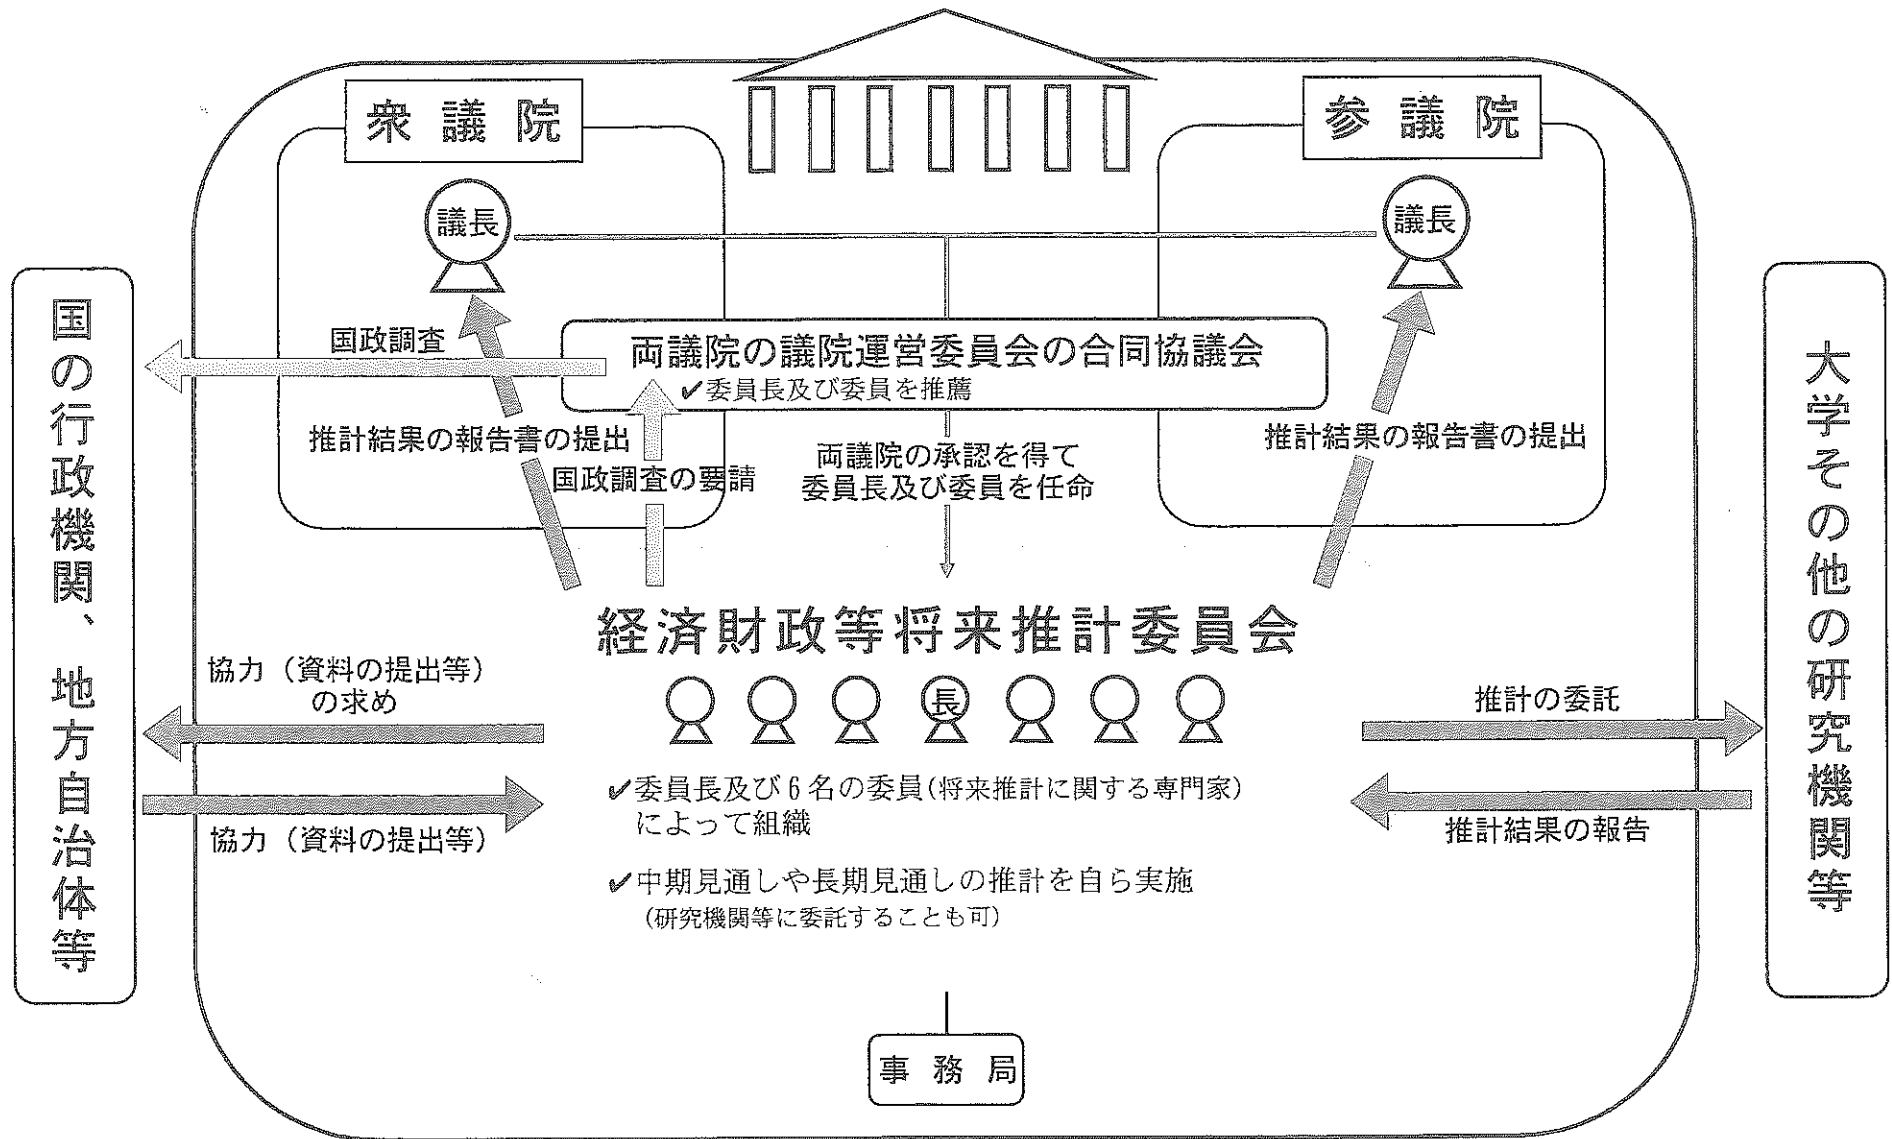 衆議院
参議院
議長
議長
国の行政機関、地方自治体等
大学その他の研究機関等
国政調査
両議院の議院運営委員会の合同協議会
✔委員長及び委員を推薦
推計結果の報告書の提出
国政調査の要請
両議院の承認を得て
委員長及び委員を任命
推計結果の報告書の提出
経済財政等将来推計委員会
長
協力（資料の提出等）
の求め
協力（資料の提出等）
推計の委託
推計結果の報告
✔委員長及び6名の委員(将来推計に関する専門家)
によって組織
✔中期見通しや長期見通しの推計を自ら実施
(研究機関等に委託することも可)
事務局